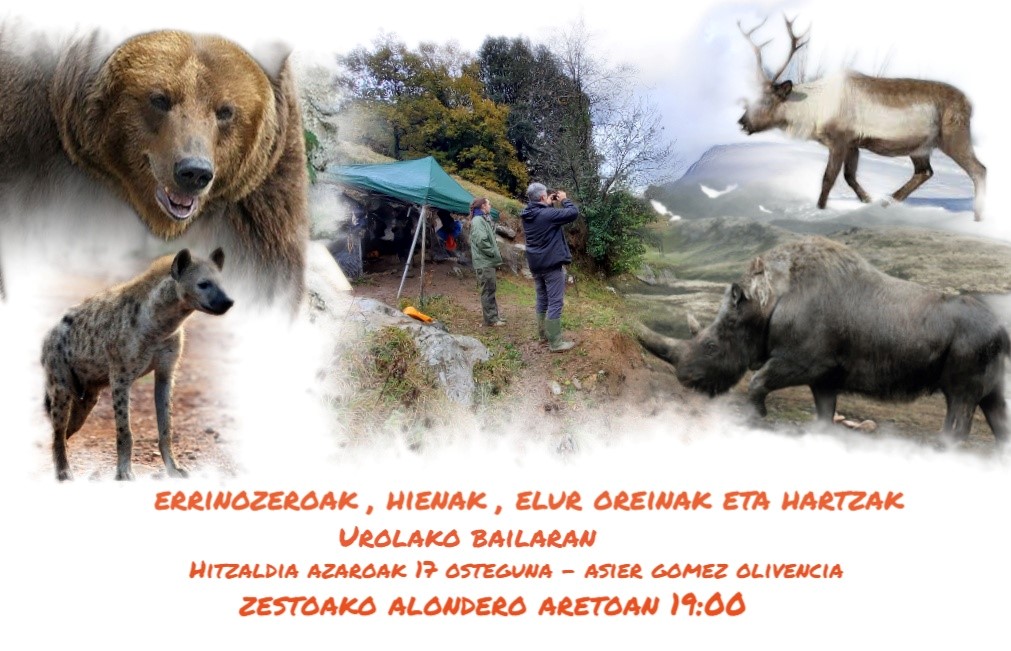 ERRINOZEROAK, HIENAK, ELUR OREINAK ETA HARTZAK
UROLAKO BAILARAN
HITZALDIA AZAROAK 17 OSTEGUNA - ASIER GOMEZ OLIVENCIA
ZESTOAKO ALONDERO ARETOAN 19:00